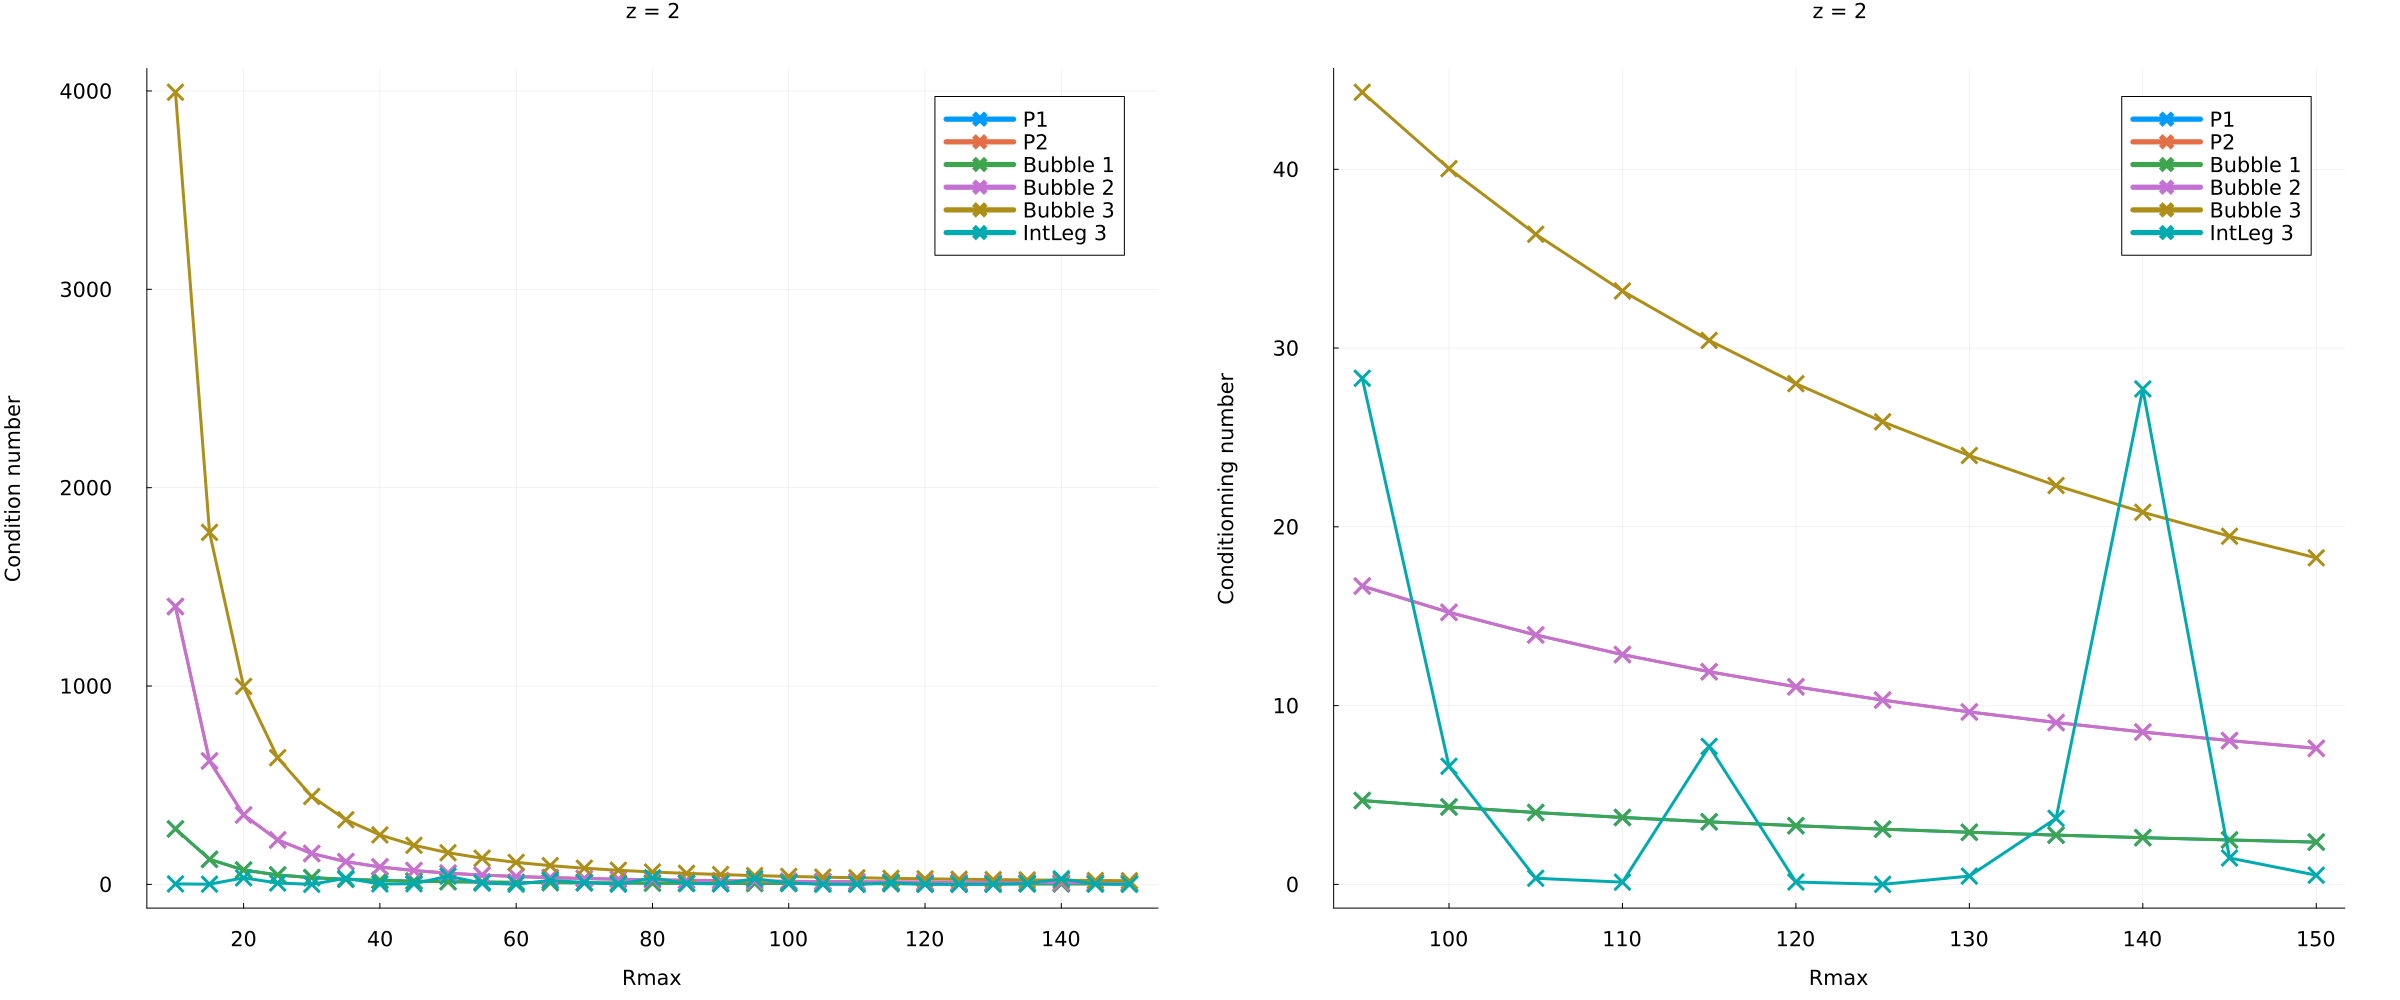 z = 2
4000
3000
2000
1000
0
Condition number
20 40 60 80 100 120 140
Rmax
P1
P2
Bubble 1
Bubble 2
Bubble 3
IntLeg 3
z = 2
40
30
20
10
0
Conditionning number
100 110 120 130 140 150
Rmax
P1
P2
Bubble 1
Bubble 2
Bubble 3
IntLeg 3